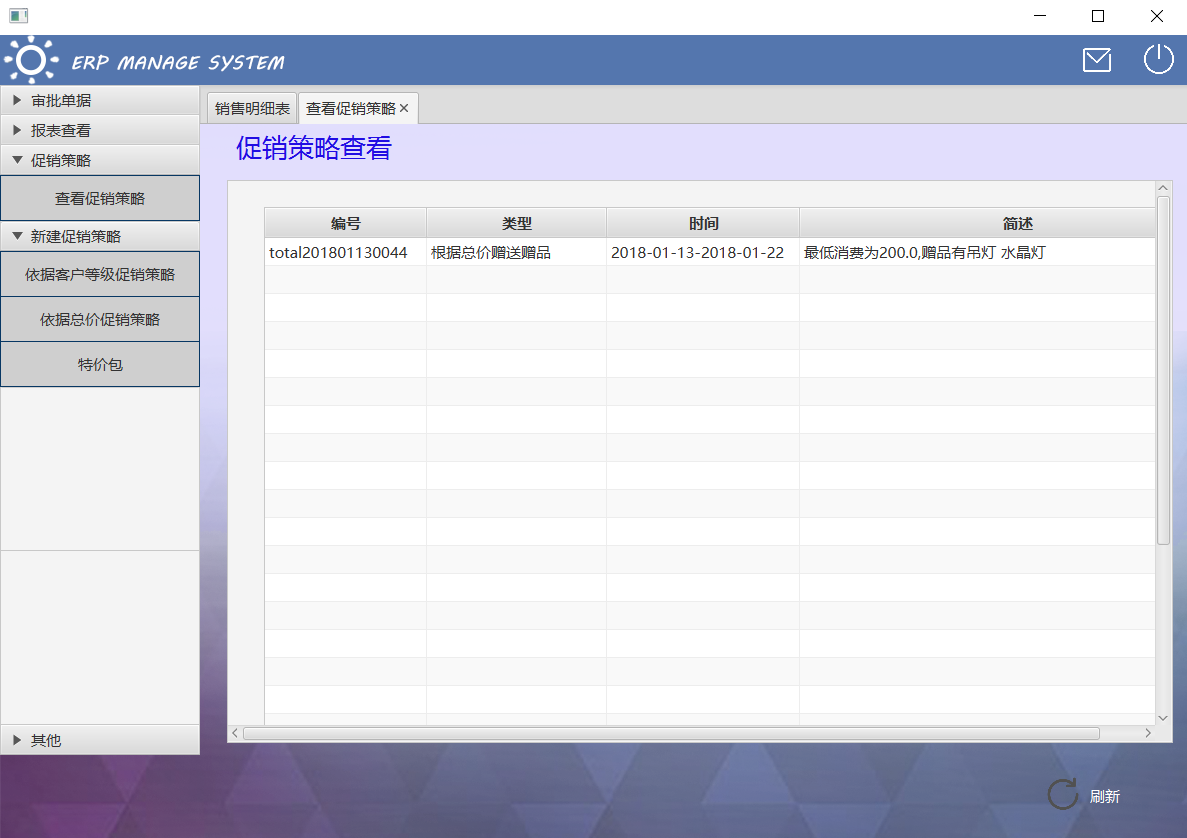 ERP MANAGE SYSTEM
审批单据
报表查看
促销策略
查看促销策略
新建促销策略
依据客户等级促销策略
依据总价促销策略
特价包
其他
销售明细表 查看促销策略
促销策略查看
编号 类型 时间 简述
total201801130044 根据总价赠送赠品 2018-01-13-2018-01-22 最低消费为200.0,赠品有吊灯 水晶灯
刷新